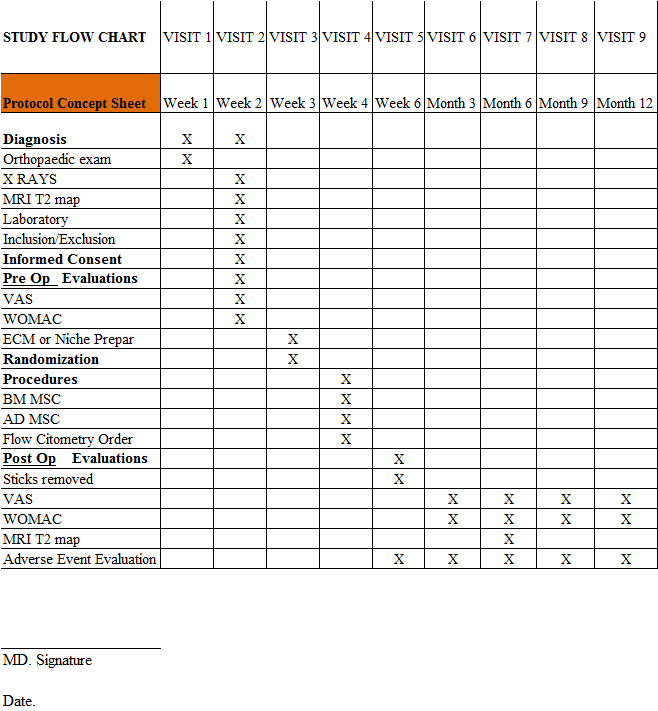 STUDY FLOW CHART VISIT 1 VISIT 2 VISIT 3 VISIT 4 VISIT 5 VISIT 6 VISIT 7 VISIT 8 VISIT 9
Protocol Concept Sheet Week 1 Week 2 Week 3 Week 4 Week 6 Month 3 Month 6 Month 9 Month 12
Diagnosis X X
Orthopaedic exam X
X RAYS X
MRI T2 map X
Laboratory X
Inclusion/Exclusion X
Informed Consent X
Pre Op Evaluations X
VAS X
WOMAC X
ECM or Niche Prepar X
Randomization X
Procedures X
BM MSC X
AD MSC X
Flow Citometry Order X
Post Op Evaluations X
Sticks removed X
VAS X X X X
WOMAC X X X X
MRI T2 map X
Adverse Event Evaluation X X X X X
MD. Signature
Date.